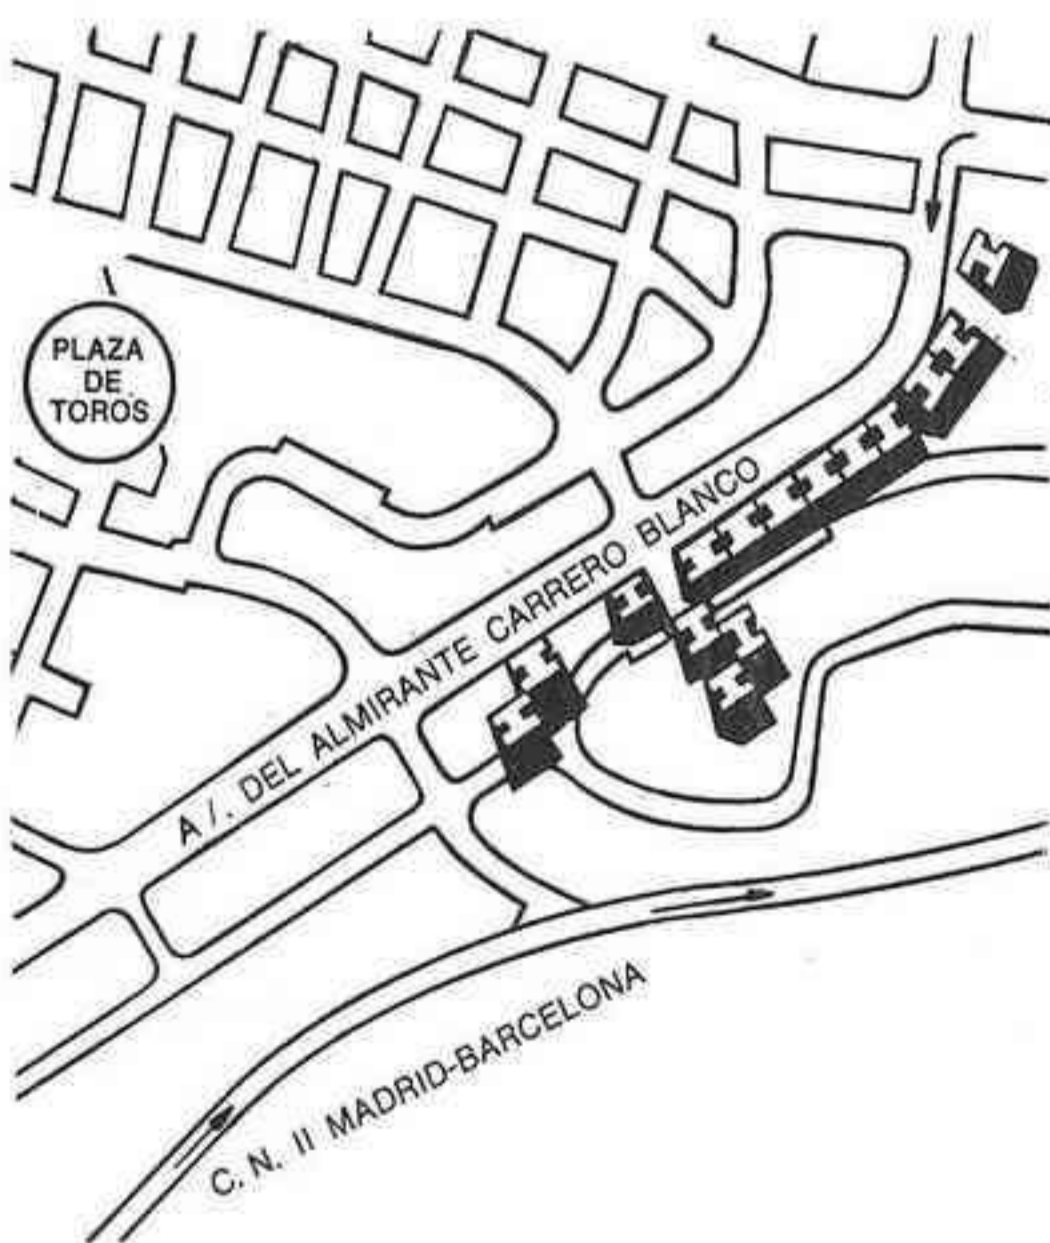 PLAZA
DE
TOROS
A /. DEL ALMIRANTE CARRERO BLANCO
C. N. II MADRID-BARCELONA